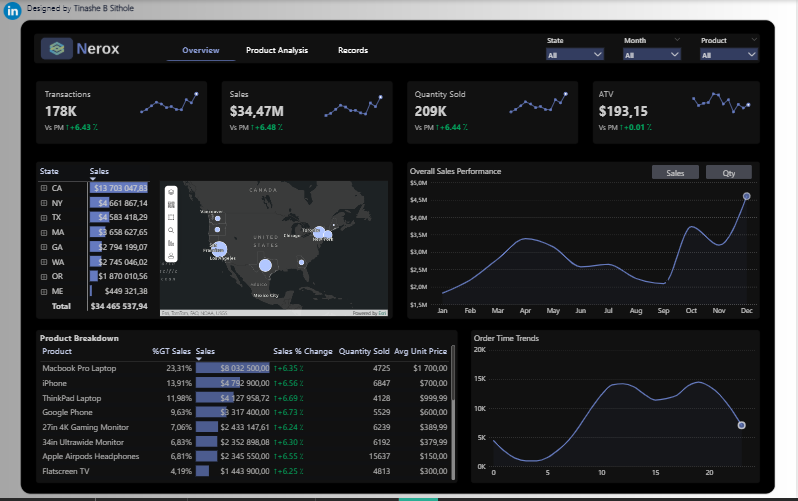 in Designed by Tinashe B Sithole
Nerox
Overview Product Analysis Records
State Month Product
All All All
Transactions Sales Quantity Sold ATV
178K $34,47M 209K $193,15
Vs PM ↑+6.43 % Vs PM ↑+6.48 % Vs PM ↑+6.44 % Vs PM ↑+0.01 %
State Sales
CA $13 703 047,83
NY $4 661 867,14
TX $4 583 418,29
MA $3 658 627,65
GA $2 794 199,07
WA $2 745 046,02
OR $1 870 010,56
ME $449 321,38
Total $34 465 537,94
CANADA
Vancouver
UNITED
STATES
Chicago
Toronto
New York
San Francisco
Los Angeles
MÉXICO
Mexico City
Esri, TomTom, FAO, NOAA, USGS Powered by Esri
Overall Sales Performance Sales Qty
$5,0M
$4,5M
$4,0M
$3,5M
$3,0M
$2,5M
$2,0M
$1,5M
Jan Feb Mar Apr May Jun Jul Aug Sep Oct Nov Dec
Product Breakdown
Product %GT Sales Sales Sales % Change Quantity Sold Avg Unit Price
Macbook Pro Laptop 23,31% $8 032 500,00 ↑+6.35 % 4725 $1 700,00
iPhone 13,91% $4 792 900,00 ↑+6.56 % 6847 $700,00
ThinkPad Laptop 11,98% $4 127 958,72 ↑+6.69 % 4128 $999,99
Google Phone 9,63% $3 317 400,00 ↑+6.73 % 5529 $600,00
27in 4K Gaming Monitor 7,06% $2 433 147,61 ↑+6.24 % 6239 $389,99
34in Ultrawide Monitor 6,83% $2 352 898,08 ↑+6.30 % 6192 $379,99
Apple Airpods Headphones 6,81% $2 345 550,00 ↑+6.55 % 15637 $150,00
Flatscreen TV 4,19% $1 443 900,00 ↑+6.25 % 4813 $300,00
Order Time Trends
20K
15K
10K
5K
0K
0 5 10 15 20